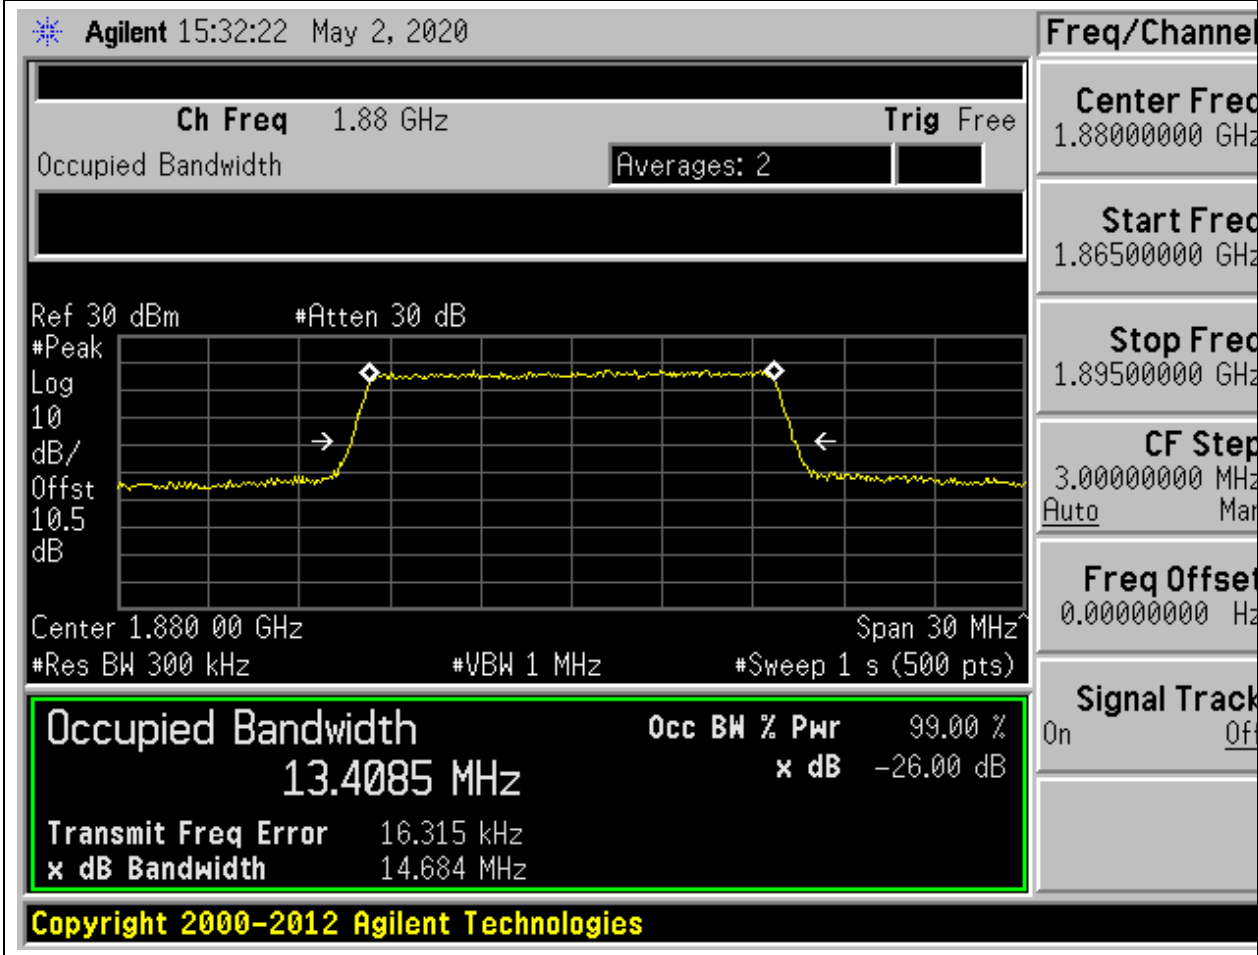 Agilent 15:32:22 May 2, 2020
Ch Freq 1.88 GHz Trig Free
Occupied Bandwidth Averages: 2
Ref 30 dBm #Atten 30 dB
#Peak
Log
10
dB/
Offst
10.5
dB
Center 1.880 00 GHz Span 30 MHz^
#Res BW 300 kHz #VBW 1 MHz #Sweep 1 s (500 pts)
Occupied Bandwidth Occ BW % Pwr 99.00 %
13.4085 MHz x dB -26.00 dB
Transmit Freq Error 16.315 kHz
x dB Bandwidth 14.684 MHz
Copyright 2000-2012 Agilent Technologies
Freq/Channel
Center Freq
1.88000000 GHz
Start Freq
1.86500000 GHz
Stop Freq
1.89500000 GHz
CF Step
3.00000000 MHz
Auto Man
Freq Offset
0.00000000 Hz
Signal Track
On Off